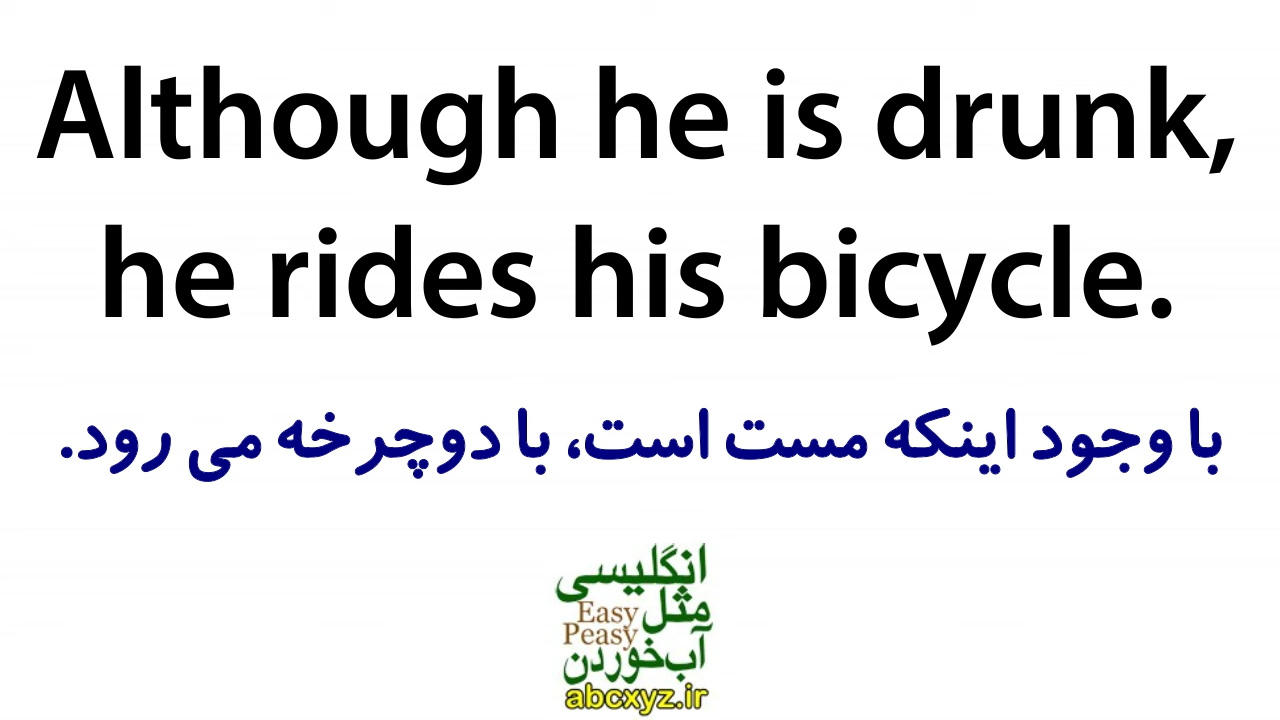 Although he is drunk,
he rides his bicycle.
با وجود اینکه مست است، با دوچرخه می رود.
انگلیسی
مثل
Easy
Peasy
آب‌خوردن
abcxyz.ir